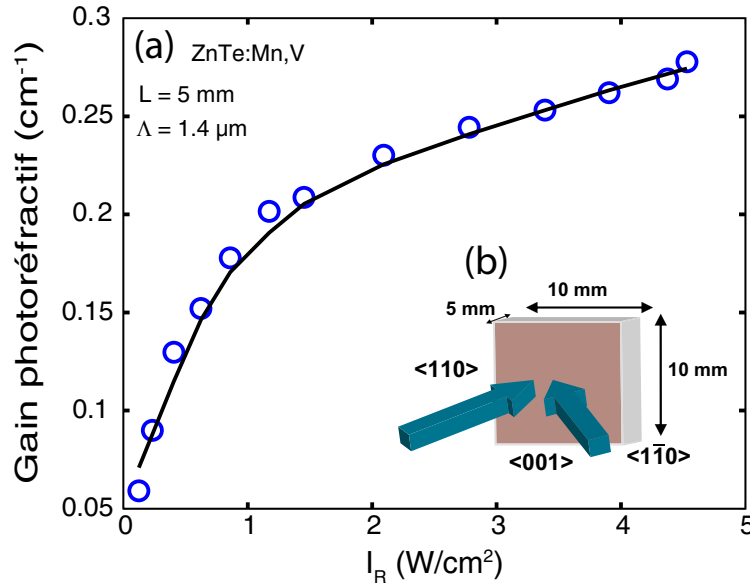 (a) ZnTe:Mn,V
L = 5 mm
Λ = 1.4 µm
0.3
0.25
0.2
0.15
0.1
0.05
Gain photoréfractif (cm⁻¹)
(b)
10 mm
5 mm
10 mm
<110>
<001>
<11̅0>
0 1 2 3 4 5
I_R (W/cm²)